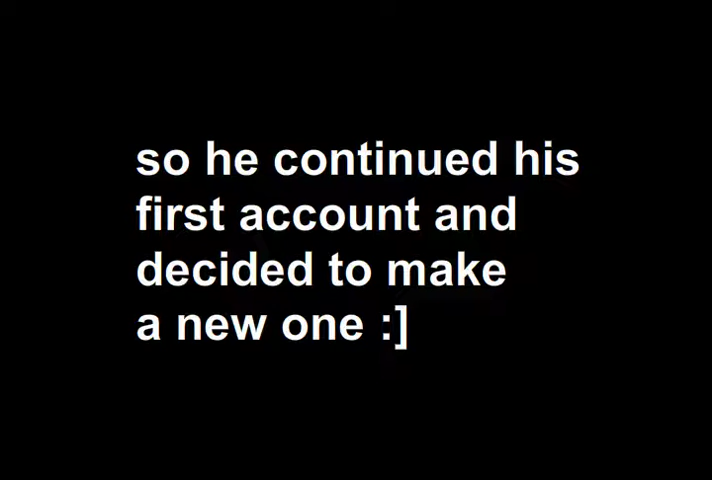 so he continued his
first account and
decided to make
a new one :]